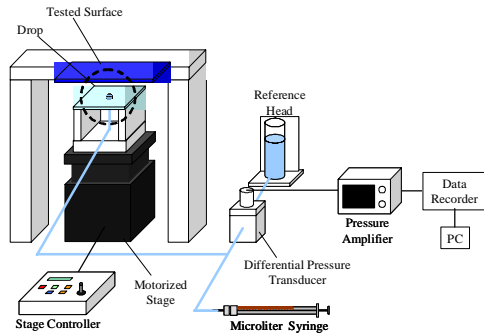 Tested Surface
Drop
Reference
Head
Data
Recorder
Pressure
Amplifier
PC
Differential Pressure
Transducer
Motorized
Stage
Stage Controller
Microliter Syringe